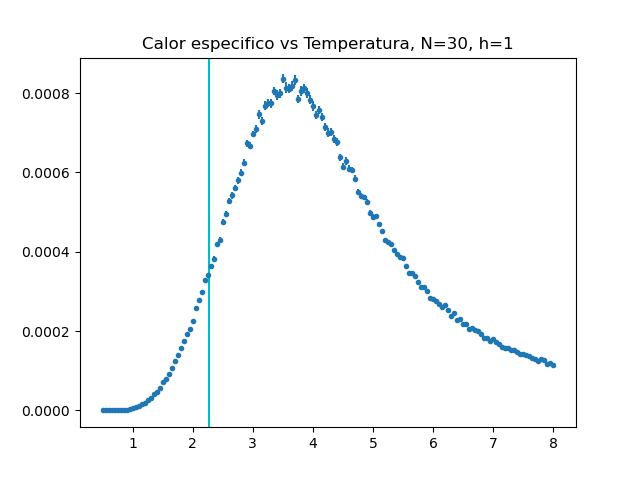 Calor especifico vs Temperatura, N=30, h=1
0.0008
0.0006
0.0004
0.0002
0.0000
1 2 3 4 5 6 7 8